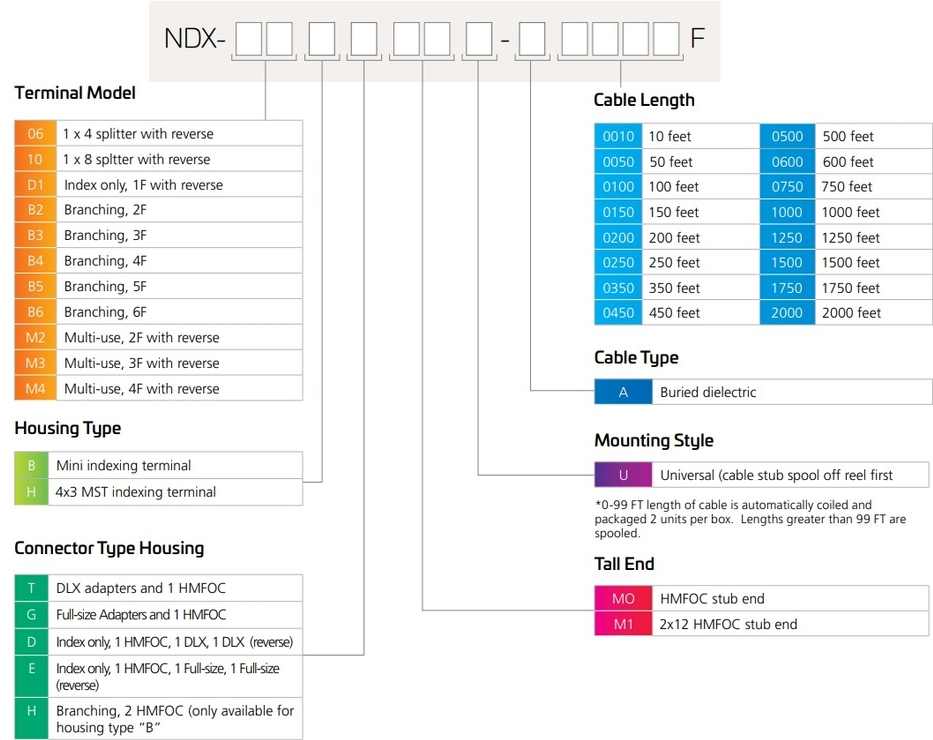 NDX- - F
Terminal Model
06 1 x 4 splitter with reverse
10 1 x 8 spltter with reverse
D1 Index only, 1F with reverse
B2 Branching, 2F
B3 Branching, 3F
B4 Branching, 4F
B5 Branching, 5F
B6 Branching, 6F
M2 Multi-use, 2F with reverse
M3 Multi-use, 3F with reverse
M4 Multi-use, 4F with reverse
Housing Type
B Mini indexing terminal
H 4x3 MST indexing terminal
Connector Type Housing
T DLX adapters and 1 HMFOC
G Full-size Adapters and 1 HMFOC
D Index only, 1 HMFOC, 1 DLX, 1 DLX (reverse)
E Index only, 1 HMFOC, 1 Full-size, 1 Full-size
(reverse)
H Branching, 2 HMFOC (only available for
housing type “B”
Cable Length
0010 10 feet 0500 500 feet
0050 50 feet 0600 600 feet
0100 100 feet 0750 750 feet
0150 150 feet 1000 1000 feet
0200 200 feet 1250 1250 feet
0250 250 feet 1500 1500 feet
0350 350 feet 1750 1750 feet
0450 450 feet 2000 2000 feet
Cable Type
A Buried dielectric
Mounting Style
U Universal (cable stub spool off reel first
*0-99 FT length of cable is automatically coiled and
packaged 2 units per box. Lengths greater than 99 FT are
spooled.
Tall End
MO HMFOC stub end
M1 2x12 HMFOC stub end